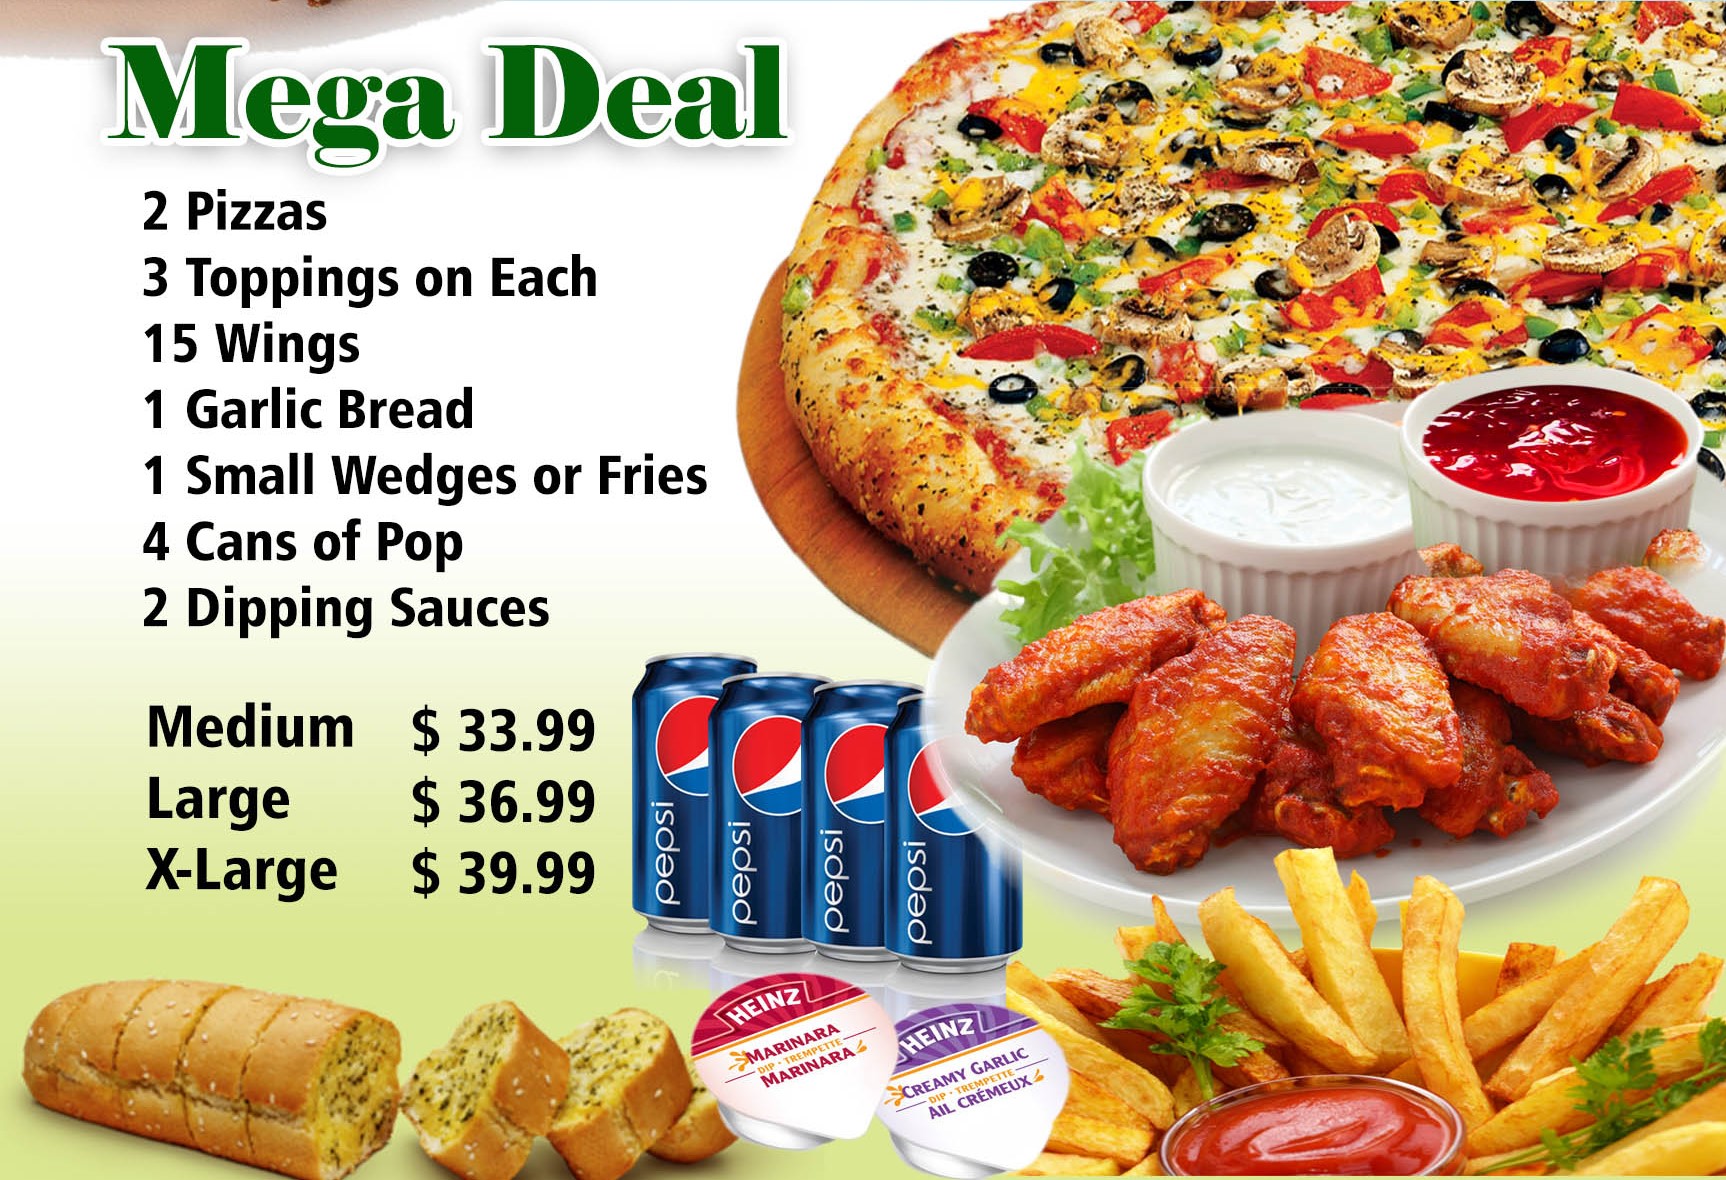 Mega Deal
2 Pizzas
3 Toppings on Each
15 Wings
1 Garlic Bread
1 Small Wedges or Fries
4 Cans of Pop
2 Dipping Sauces
Medium $ 33.99
Large $ 36.99
X-Large $ 39.99
pepsi
pepsi
pepsi
pepsi
HEINZ
MARINARA
DIP · TREMPETTE
MARINARA
HEINZ
CREAMY GARLIC
DIP · TREMPETTE
AIL CRÉMEUX